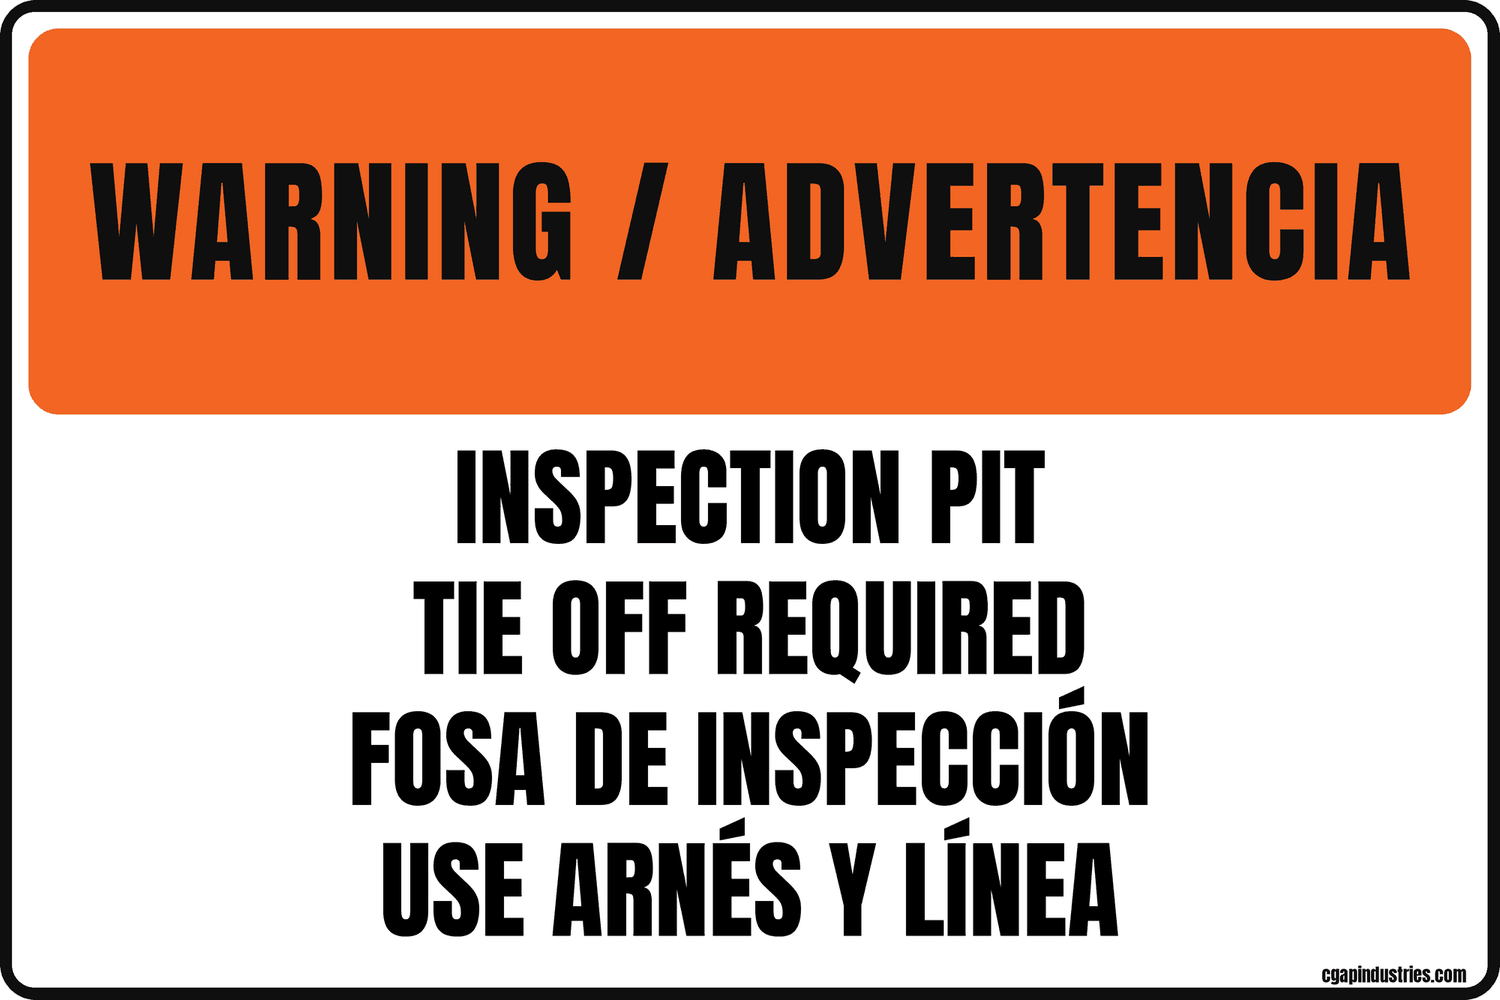 WARNING / ADVERTENCIA
INSPECTION PIT
TIE OFF REQUIRED
FOSA DE INSPECCIÓN
USE ARNÉS Y LÍNEA
cgapindustries.com